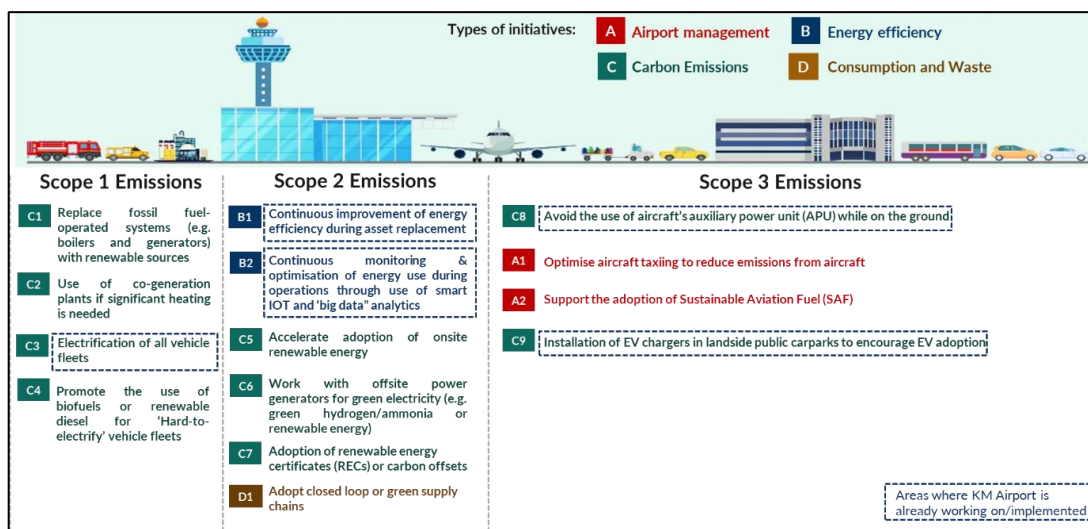 Types of initiatives:
A Airport management
B Energy efficiency
C Carbon Emissions
D Consumption and Waste
Scope 1 Emissions
C1 Replace fossil fuel-
operated systems (e.g.
boilers and generators)
with renewable sources
C2 Use of co-generation
plants if significant heating
is needed
C3 Electrification of all vehicle
fleets
C4 Promote the use of
biofuels or renewable
diesel for ‘Hard-to-
electrify’ vehicle fleets
Scope 2 Emissions
B1 Continuous improvement of energy
efficiency during asset replacement
B2 Continuous monitoring &
optimisation of energy use during
operations through use of smart
IOT and ‘big data” analytics
C5 Accelerate adoption of onsite
renewable energy
C6 Work with offsite power
generators for green electricity (e.g.
green hydrogen/ammonia or
renewable energy)
C7 Adoption of renewable energy
certificates (RECs) or carbon offsets
D1 Adopt closed loop or green supply
chains
Scope 3 Emissions
C8 Avoid the use of aircraft’s auxiliary power unit (APU) while on the ground
A1 Optimise aircraft taxiing to reduce emissions from aircraft
A2 Support the adoption of Sustainable Aviation Fuel (SAF)
C9 Installation of EV chargers in landside public carparks to encourage EV adoption
Areas where KM Airport is
already working on/implemented